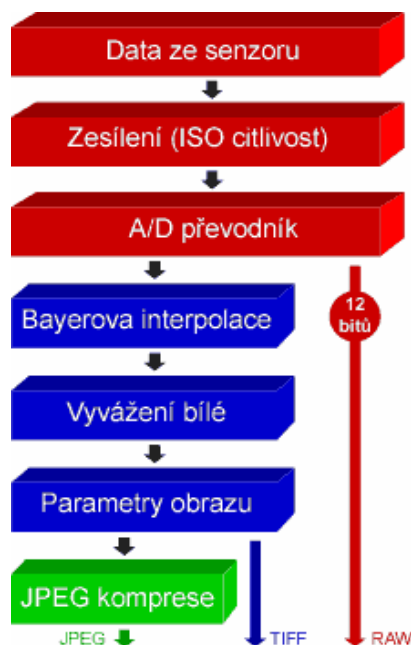 Data ze senzoru
Zesílení (ISO citlivost)
A/D převodník
12
bitů
Bayerova interpolace
Vyvážení bílé
Parametry obrazu
JPEG komprese
JPEG
TIFF
RAW